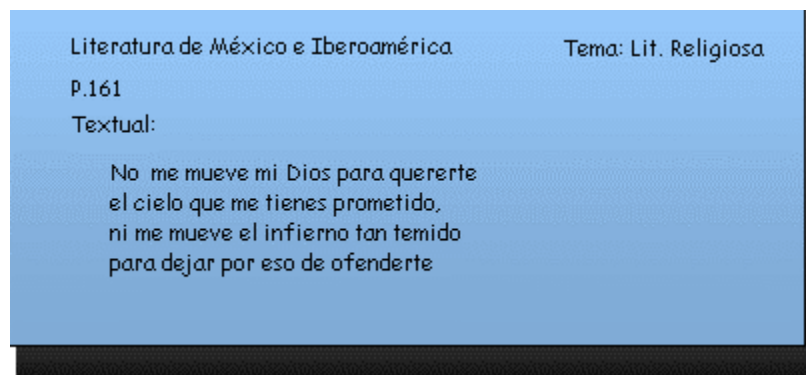 Literatura de México e Iberoamérica Tema: Lit. Religiosa
P.161
Textual:
No me mueve mi Dios para quererte
el cielo que me tienes prometido,
ni me mueve el infierno tan temido
para dejar por eso de ofenderte